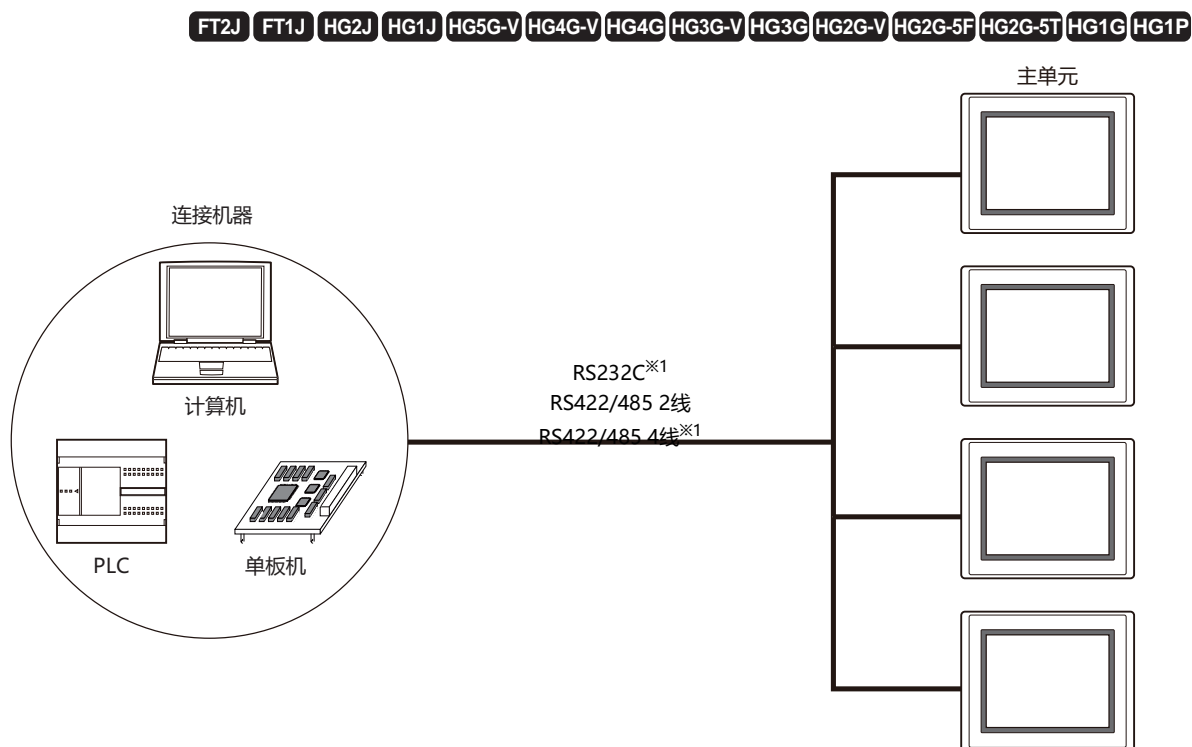 FT2J FT1J HG2J HG1J HG5G-V HG4G-V HG4G HG3G-V HG3G HG2G-V HG2G-5F HG2G-5T HG1G HG1P
主单元
连接机器
计算机
RS232C※1
RS422/485 2线
RS422/485 4线※1
PLC
单板机